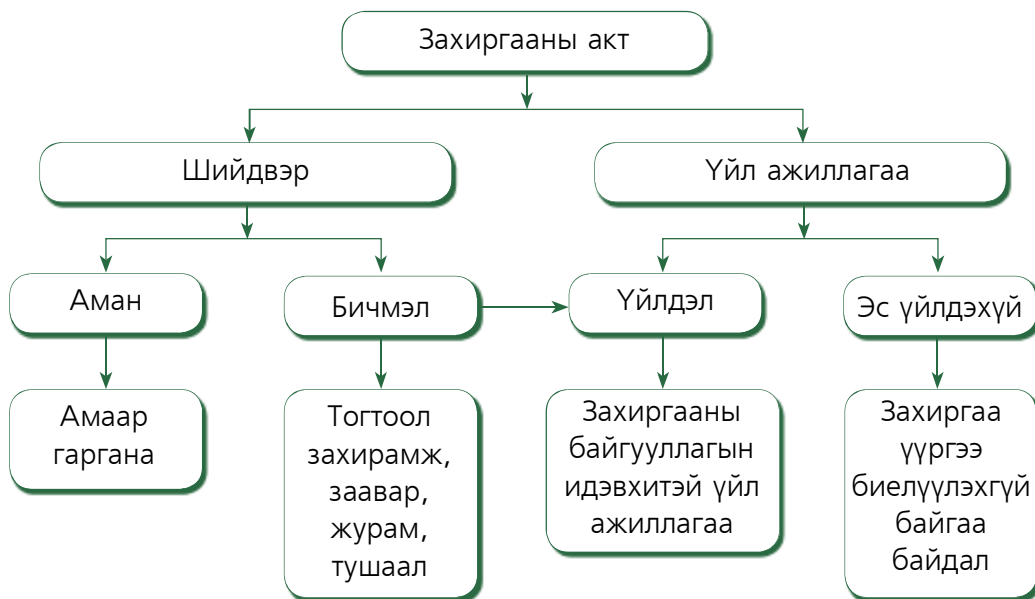 Захиргааны акт
Шийдвэр
Үйл ажиллагаа
Аман
Бичмэл
Үйлдэл
Эс үйлдэхүй
Амаар
гаргана
Тогтоол
захирамж,
заавар,
журам,
тушаал
Захиргааны
байгууллагын
идэвхитэй үйл
ажиллагаа
Захиргаа
үүргээ
биелүүлэхгүй
байгаа
байдал